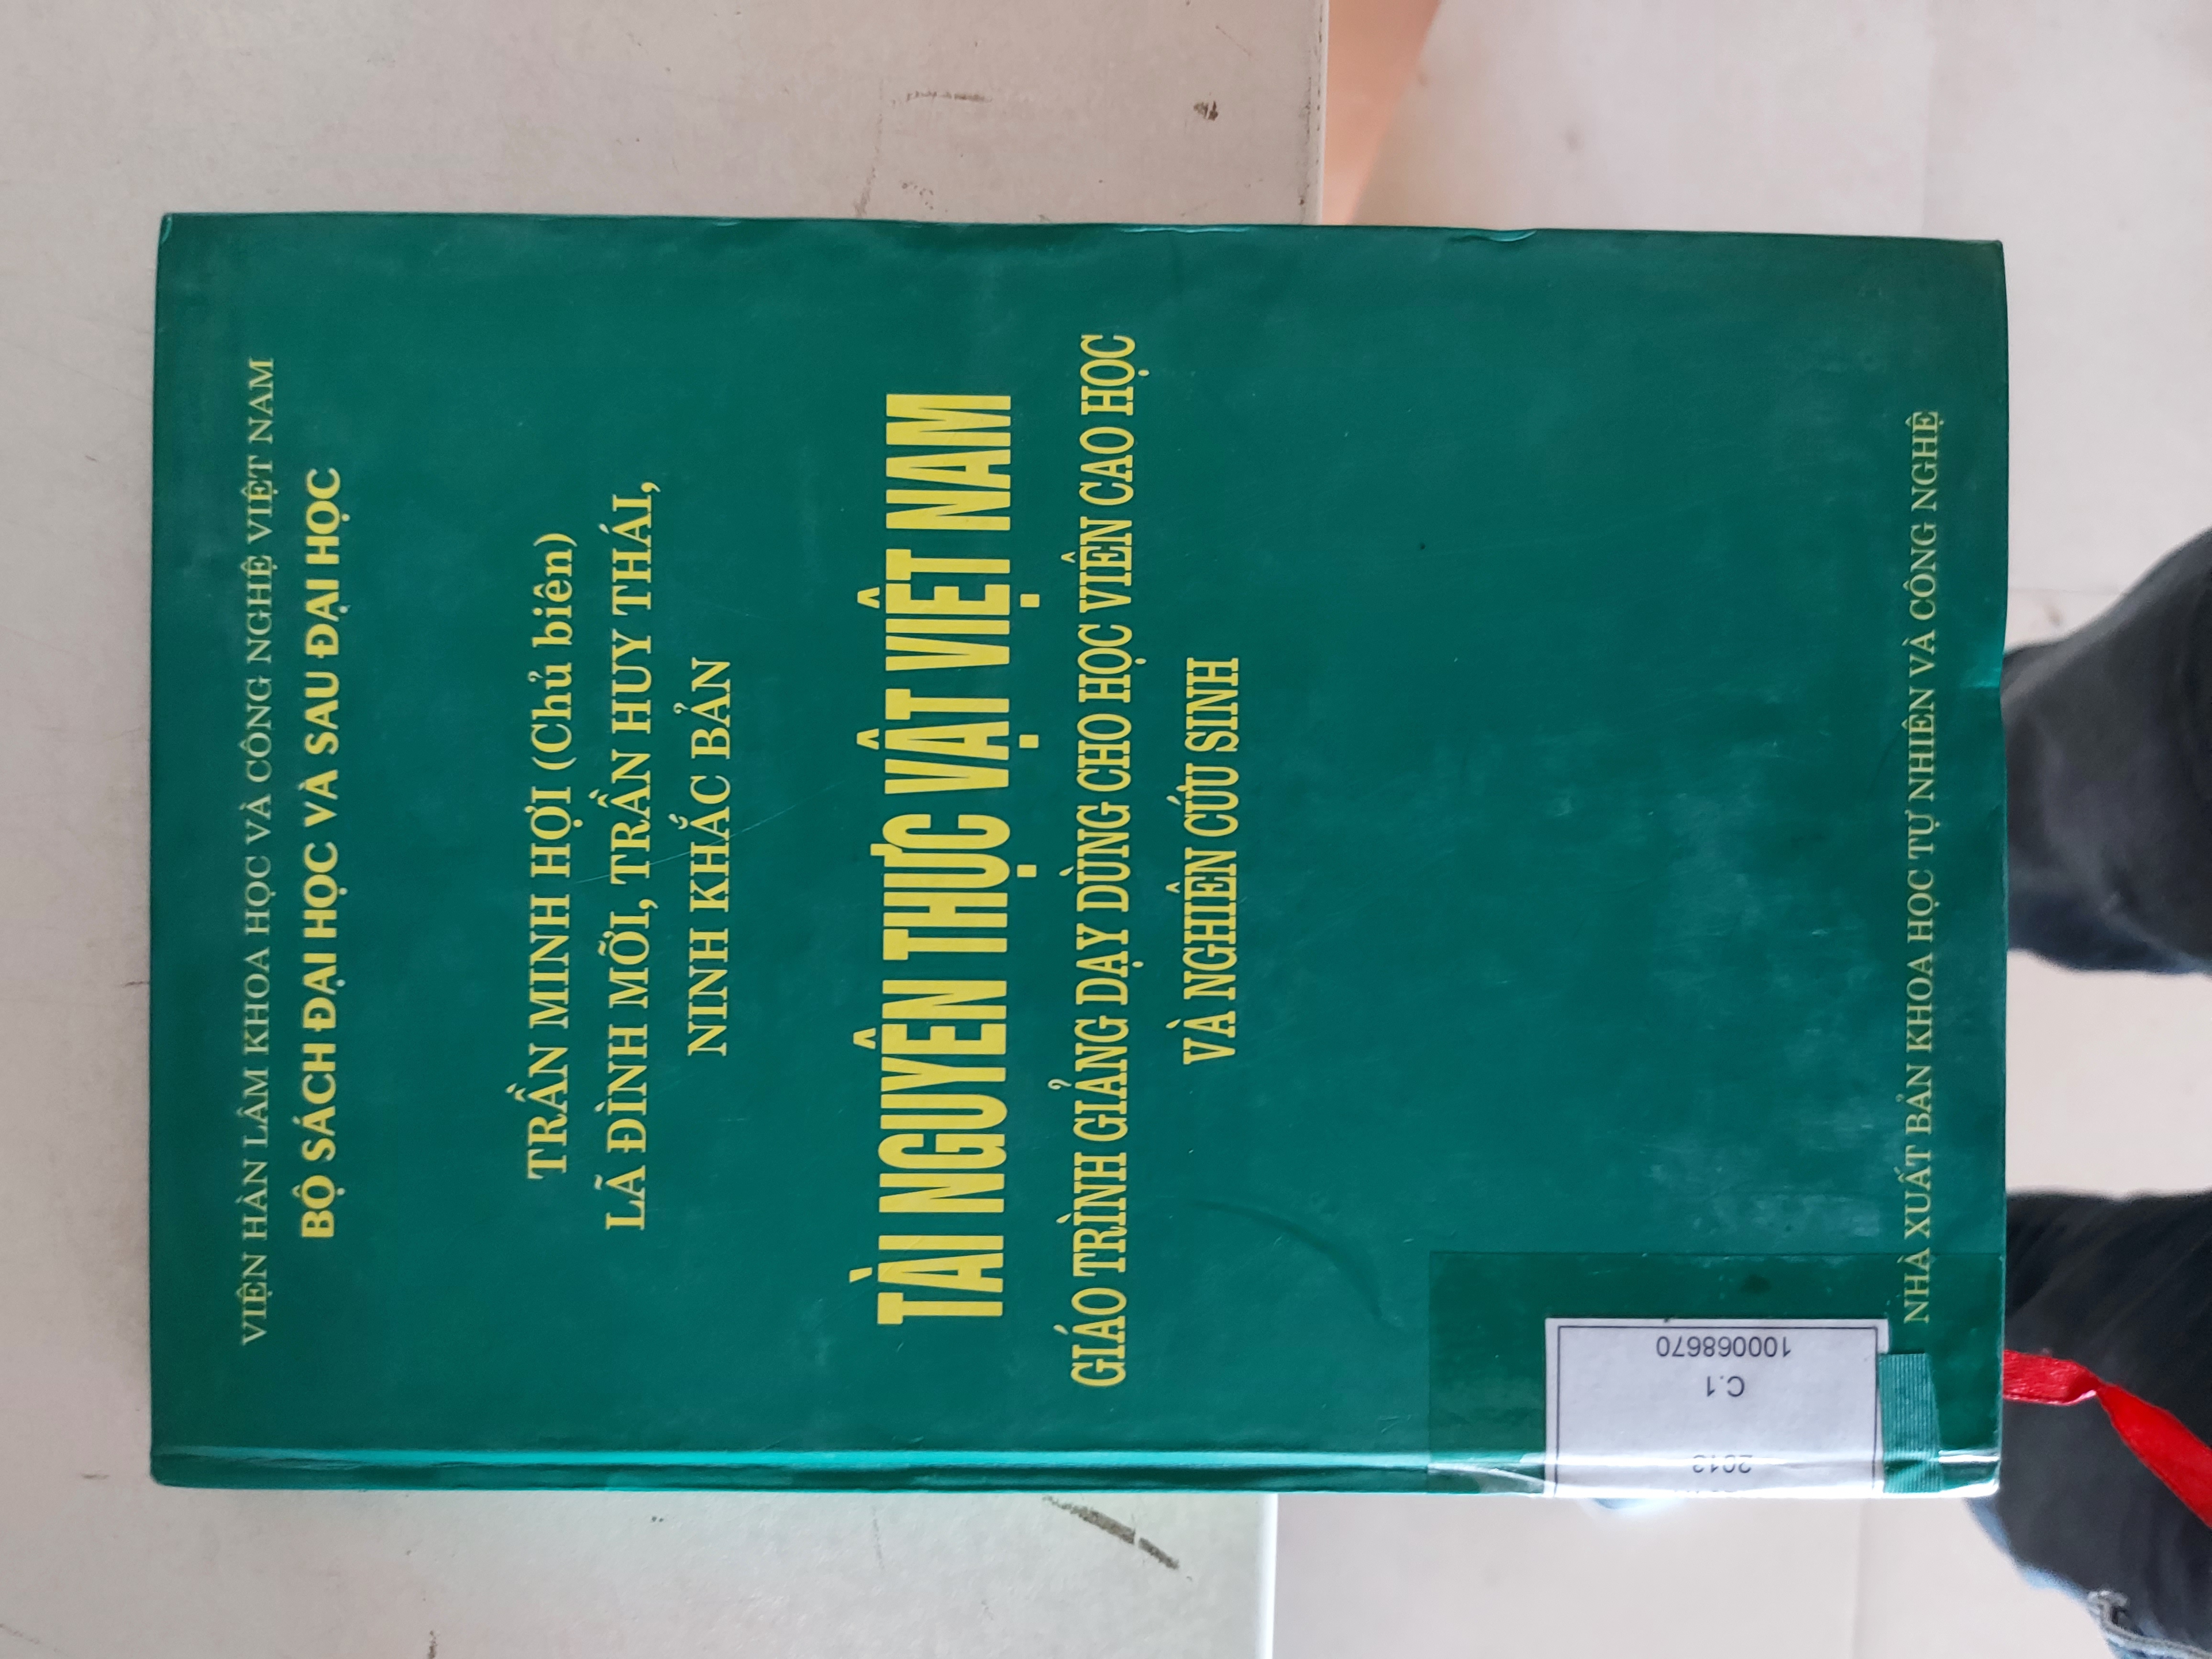 VIỆN HÀN LÂM KHOA HỌC VÀ CÔNG NGHỆ VIỆT NAM
BỘ SÁCH ĐẠI HỌC VÀ SAU ĐẠI HỌC
TRẦN MINH HỢI (Chủ biên)
LÃ ĐÌNH MỠI, TRẦN HUY THÁI,
NINH KHẮC BẢN
TÀI NGUYÊN THỰC VẬT VIỆT NAM
GIÁO TRÌNH GIẢNG DẠY DÙNG CHO HỌC VIÊN CAO HỌC
VÀ NGHIÊN CỨU SINH
2013
C.1
100068670
NHÀ XUẤT BẢN KHOA HỌC TỰ NHIÊN VÀ CÔNG NGHỆ